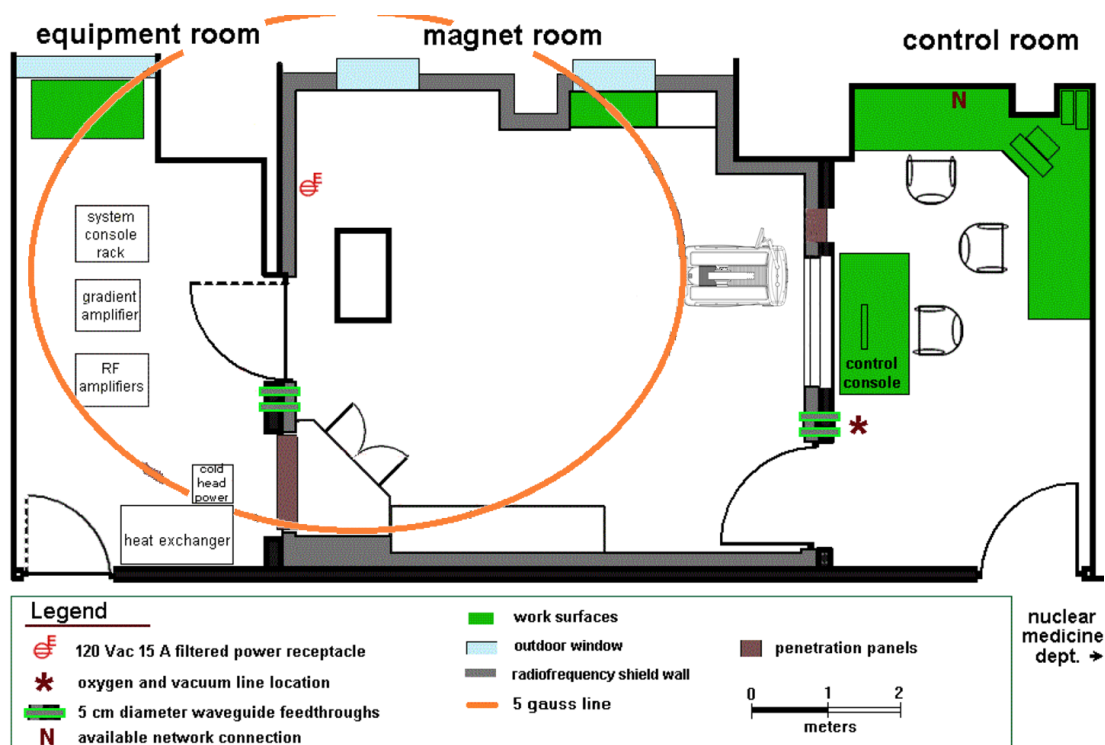 equipment room
magnet room
control room
N
E
system
console
rack
gradient
amplifier
RF
amplifiers
control
console
*
cold
head
power
heat exchanger
Legend
E 120 Vac 15 A filtered power receptacle
* oxygen and vacuum line location
5 cm diameter waveguide feedthroughs
N available network connection
work surfaces
outdoor window
radiofrequency shield wall
5 gauss line
penetration panels
0 1 2
meters
nuclear
medicine
dept. →